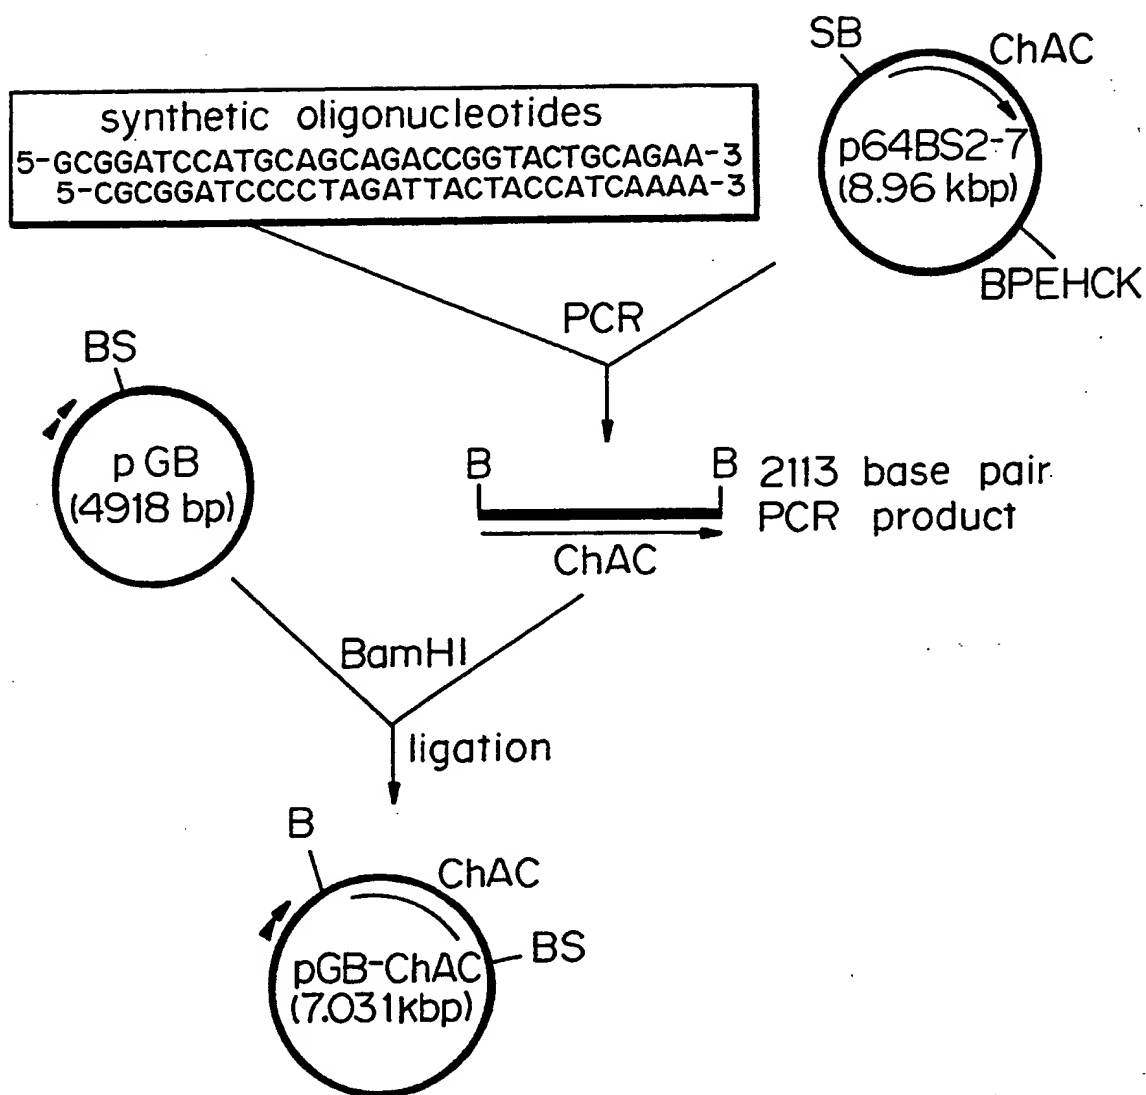 SB
ChAC
synthetic oligonucleotides
5-GCGGATCCATGCAGCAGACCGGTACTGCAGAA-3
5-CGCGGATCCCCTAGATTACTACCATCAAAA-3
p64BS2-7
(8.96 kbp)
BPEHCK
PCR
BS
pGB
(4918 bp)
B
B
2113 base pair
PCR product
ChAC
BamHI
ligation
B
ChAC
BS
pGB-ChAC
(7.031kbp)